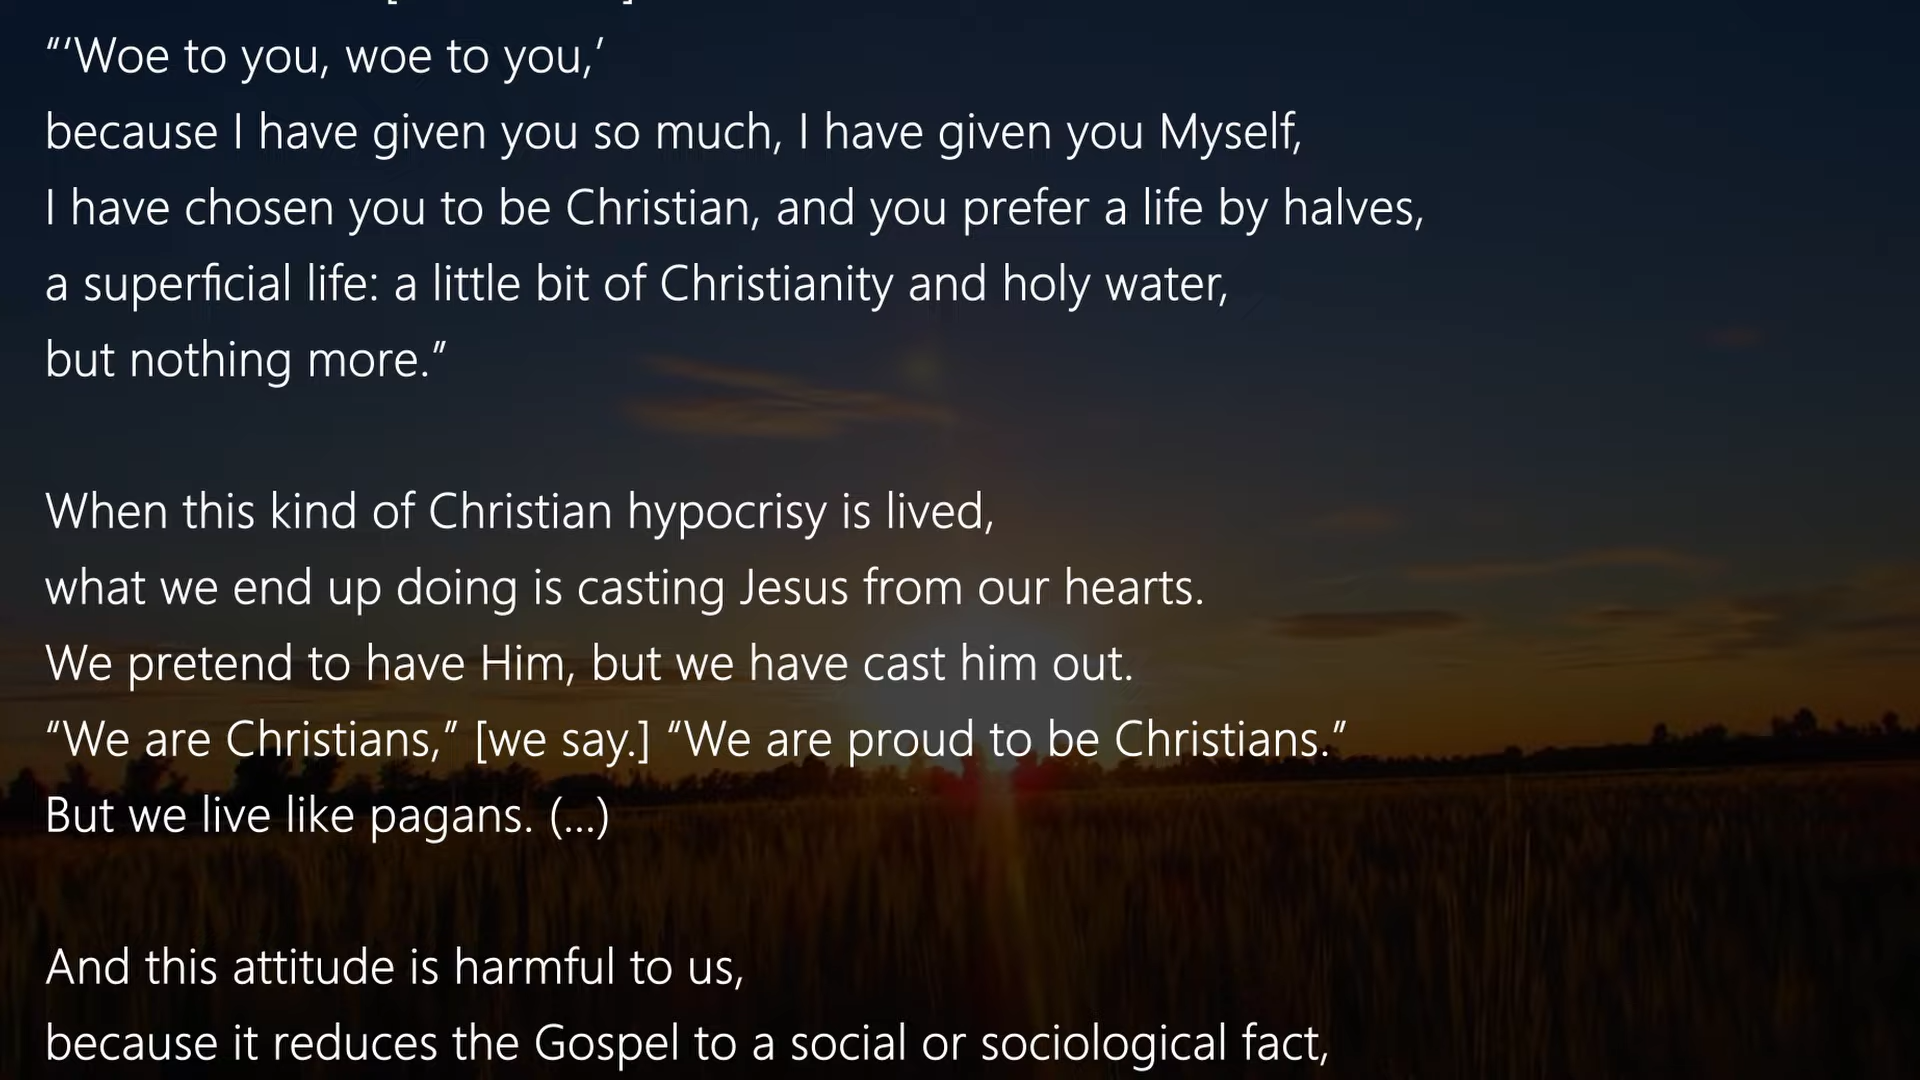 “‘Woe to you, woe to you,’
because I have given you so much, I have given you Myself,
I have chosen you to be Christian, and you prefer a life by halves,
a superficial life: a little bit of Christianity and holy water,
but nothing more.”
When this kind of Christian hypocrisy is lived,
what we end up doing is casting Jesus from our hearts.
We pretend to have Him, but we have cast him out.
“We are Christians,” [we say.] “We are proud to be Christians.”
But we live like pagans. (...)
And this attitude is harmful to us,
because it reduces the Gospel to a social or sociological fact,